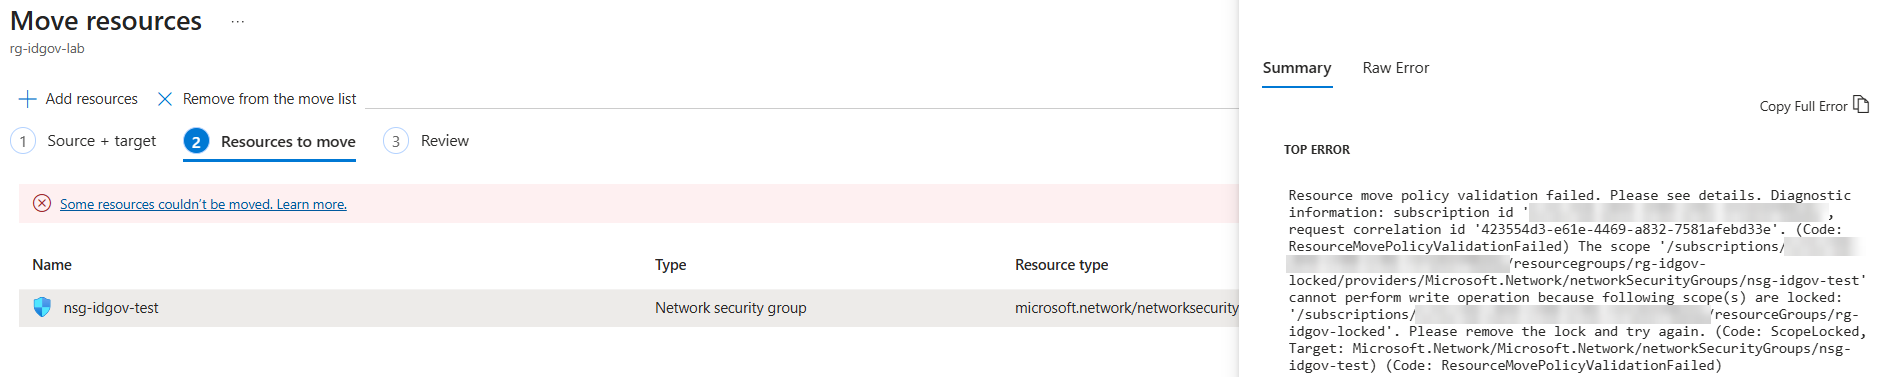 Move resources ...
rg-idgov-lab
Add resources Remove from the move list
1 Source + target 2 Resources to move 3 Review
Some resources couldn't be moved. Learn more.
Name Type Resource type
nsg-idgov-test Network security group microsoft.network/networksecurity
Summary Raw Error
Copy Full Error
TOP ERROR
Resource move policy validation failed. Please see details. Diagnostic
information: subscription id ' ,
request correlation id '423554d3-e61e-4469-a832-7581afebd33e'. (Code:
ResourceMovePolicyValidationFailed) The scope '/subscriptions/
/resourcegroups/rg-idgov-
locked/providers/Microsoft.Network/networkSecurityGroups/nsg-idgov-test'
cannot perform write operation because following scope(s) are locked:
'/subscriptions/ /resourceGroups/rg-
idgov-locked'. Please remove the lock and try again. (Code: ScopeLocked,
Target: Microsoft.Network/Microsoft.Network/networkSecurityGroups/nsg-
idgov-test) (Code: ResourceMovePolicyValidationFailed)